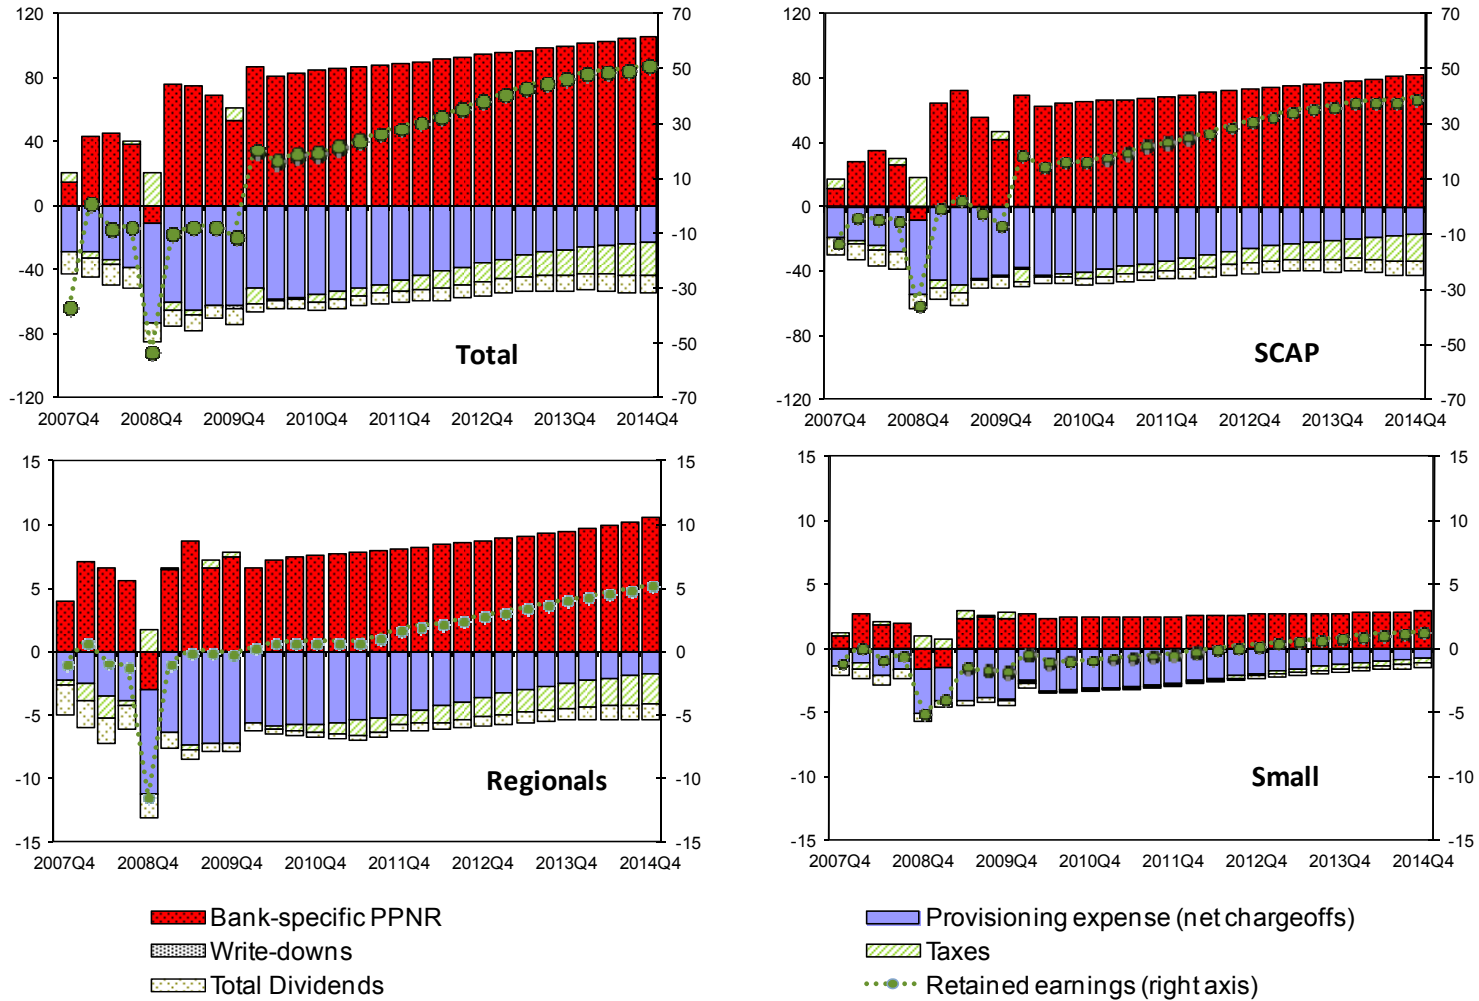 120 70 120 70
80 50 80 50
40 30 40 30
0 10 0 10
-40 -10 -40 -10
-80 -30 -80 -30
-120 -50 -120 -50
-70 -70
Total SCAP
2007Q4 2008Q4 2009Q4 2010Q4 2011Q4 2012Q4 2013Q4 2014Q4 2007Q4 2008Q4 2009Q4 2010Q4 2011Q4 2012Q4 2013Q4 2014Q4
15 15 15 15
10 10 10 10
5 5 5 5
0 0 0 0
-5 -5 -5 -5
-10 -10 -10 -10
-15 -15 -15 -15
Regionals Small
2007Q4 2008Q4 2009Q4 2010Q4 2011Q4 2012Q4 2013Q4 2014Q4 2007Q4 2008Q4 2009Q4 2010Q4 2011Q4 2012Q4 2013Q4 2014Q4
Bank-specific PPNR Provisioning expense (net chargeoffs)
Write-downs Taxes
Total Dividends Retained earnings (right axis)